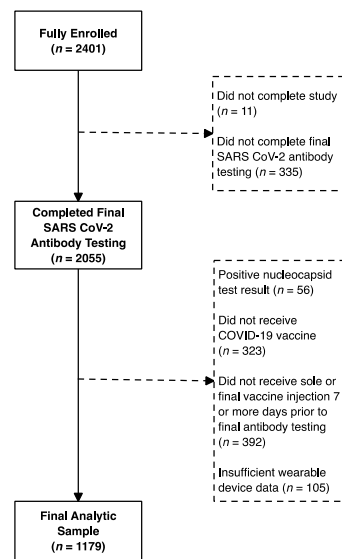 Fully Enrolled
(n = 2401)
Did not complete study
(n = 11)
Did not complete final
SARS CoV-2 antibody
testing (n = 335)
Completed Final
SARS CoV-2
Antibody Testing
(n = 2055)
Positive nucleocapsid
test result (n = 56)
Did not receive
COVID-19 vaccine
(n = 323)
Did not receive sole or
final vaccine injection 7
or more days prior to
final antibody testing
(n = 392)
Insufficient wearable
device data (n = 105)
Final Analytic
Sample
(n = 1179)